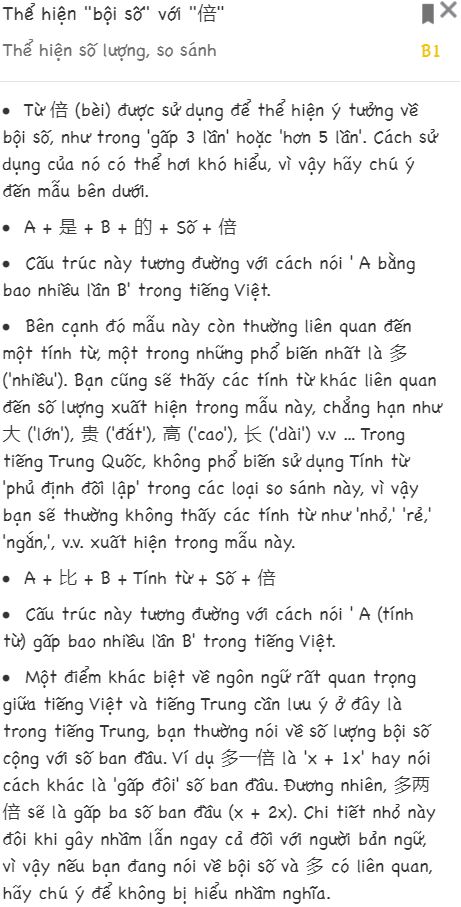 Thể hiện "bội số" với "倍"
Thể hiện số lượng, so sánh B1
• Từ 倍 (bèi) được sử dụng để thể hiện ý tưởng về
bội số, như trong 'gấp 3 lần' hoặc 'hơn 5 lần'. Cách sử
dụng của nó có thể hơi khó hiểu, vì vậy hãy chú ý
đến mẫu bên dưới.
• A + 是 + B + 的 + Số + 倍
• Cấu trúc này tương đường với cách nói ' A bằng
bao nhiều lần B' trong tiếng Việt.
• Bên cạnh đó mẫu này còn thường liên quan đến
một tính từ, một trong những phổ biến nhất là 多
('nhiều'). Bạn cũng sẽ thấy các tính từ khác liên quan
đến số lượng xuất hiện trong mẫu này, chẳng hạn như
大 ('lớn'), 贵 ('đắt'), 高 ('cao'), 长 ('dài') v.v ... Trong
tiếng Trung Quốc, không phổ biến sử dụng Tính từ
'phủ định đối lập' trong các loại so sánh này, vì vậy
bạn sẽ thường không thấy các tính từ như 'nhỏ,' 'rẻ,'
'ngắn,', v.v. xuất hiện trong mẫu này.
• A + 比 + B + Tính từ + Số + 倍
• Cấu trúc này tương đường với cách nói ' A (tính
từ) gấp bao nhiều lần B' trong tiếng Việt.
• Một điểm khác biệt về ngôn ngữ rất quan trọng
giữa tiếng Việt và tiếng Trung cần lưu ý ở đây là
trong tiếng Trung, bạn thường nói về số lượng bội số
cộng với số ban đầu. Ví dụ 多一倍 là 'x + 1x' hay nói
cách khác là 'gấp đôi' số ban đầu. Đương nhiên, 多两
倍 sẽ là gấp ba số ban đầu (x + 2x). Chi tiết nhỏ này
đôi khi gây nhầm lẫn ngay cả đối với người bản ngữ,
vì vậy nếu bạn đang nói về bội số và 多 có liên quan,
hãy chú ý để không bị hiểu nhầm nghĩa.